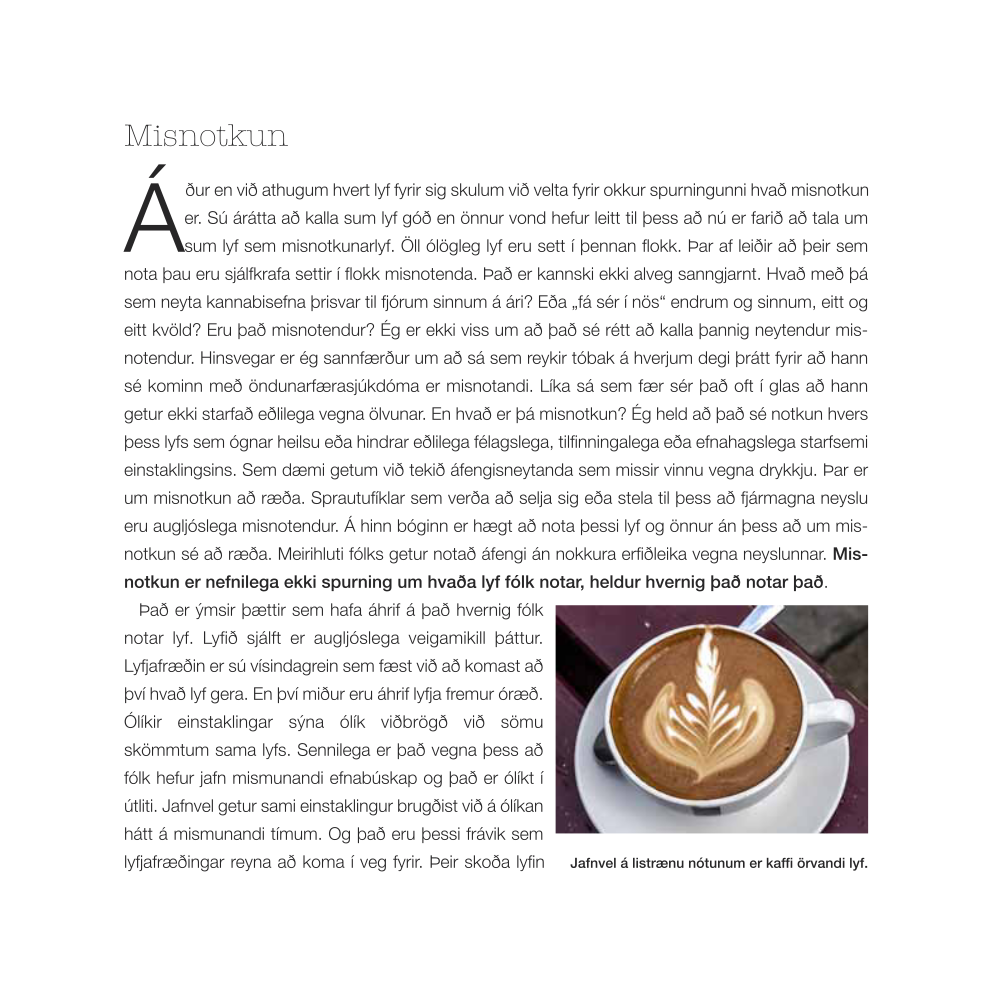 Misnotkun
Áður en við athugum hvert lyf fyrir sig skulum við velta fyrir okkur spurningunni hvað misnotkun
er. Sú árátta að kalla sum lyf góð en önnur vond hefur leitt til þess að nú er farið að tala um
sum lyf sem misnotkunarlyf. Öll ólögleg lyf eru sett í þennan flokk. Þar af leiðir að þeir sem
nota þau eru sjálfkrafa settir í flokk misnotenda. Það er kannski ekki alveg sanngjarnt. Hvað með þá
sem neyta kannabisefna þrisvar til fjórum sinnum á ári? Eða „fá sér í nös“ endrum og sinnum, eitt og
eitt kvöld? Eru það misnotendur? Ég er ekki viss um að það sé rétt að kalla þannig neytendur mis-
notendur. Hinsvegar er ég sannfærður um að sá sem reykir tóbak á hverjum degi þrátt fyrir að hann
sé kominn með öndunarfærasjúkdóma er misnotandi. Líka sá sem fær sér það oft í glas að hann
getur ekki starfað eðlilega vegna ölvunar. En hvað er þá misnotkun? Ég held að það sé notkun hvers
þess lyfs sem ógnar heilsu eða hindrar eðlilega félagslega, tilfinningalega eða efnahagslega starfsemi
einstaklingsins. Sem dæmi getum við tekið áfengisneytanda sem missir vinnu vegna drykkju. Þar er
um misnotkun að ræða. Sprautufíklar sem verða að selja sig eða stela til þess að fjármagna neyslu
eru augljóslega misnotendur. Á hinn bóginn er hægt að nota þessi lyf og önnur án þess að um mis-
notkun sé að ræða. Meirihluti fólks getur notað áfengi án nokkura erfiðleika vegna neyslunnar. Mis-
notkun er nefnilega ekki spurning um hvaða lyf fólk notar, heldur hvernig það notar það.
Það er ýmsir þættir sem hafa áhrif á það hvernig fólk
notar lyf. Lyfið sjálft er augljóslega veigamikill þáttur.
Lyfjafræðin er sú vísindagrein sem fæst við að komast að
því hvað lyf gera. En því miður eru áhrif lyfja fremur óræð.
Ólíkir einstaklingar sýna ólík viðbrögð við sömu
skömmtum sama lyfs. Sennilega er það vegna þess að
fólk hefur jafn mismunandi efnabúskap og það er ólíkt í
útliti. Jafnvel getur sami einstaklingur brugðist við á ólíkan
hátt á mismunandi tímum. Og það eru þessi frávik sem
lyfjafræðingar reyna að koma í veg fyrir. Þeir skoða lyfin
Jafnvel á listrænu nótunum er kaffi örvandi lyf.